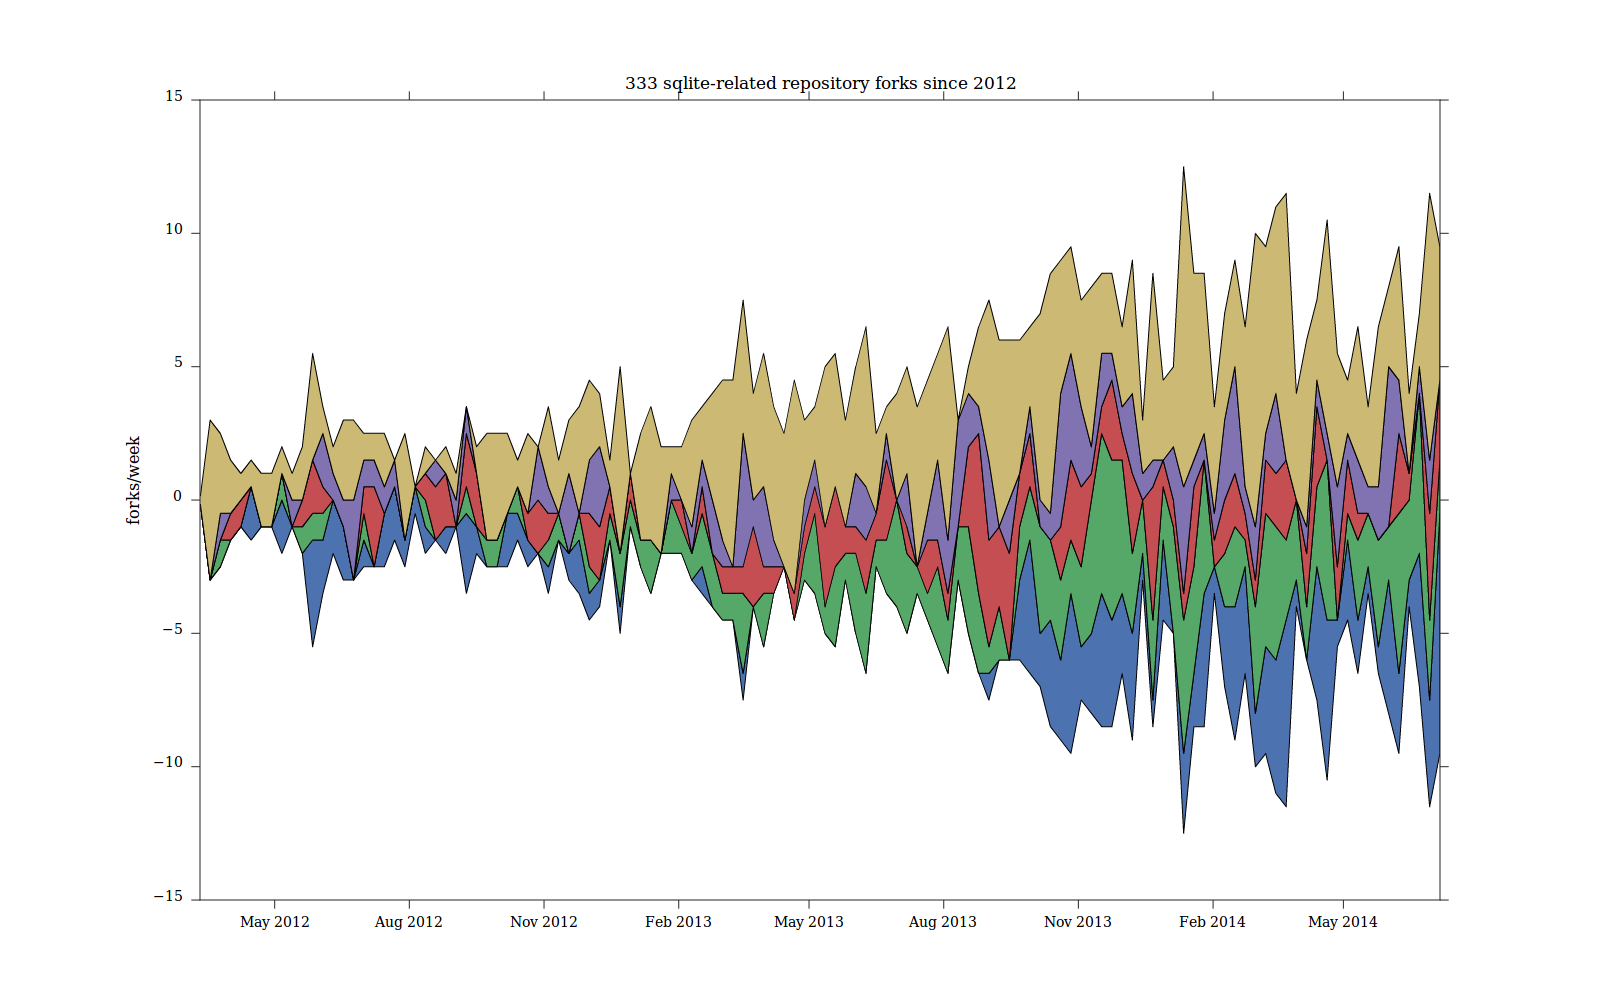 333 sqlite-related repository forks since 2012
15
10
5
0
−5
−10
−15
forks/week
May 2012
Aug 2012
Nov 2012
Feb 2013
May 2013
Aug 2013
Nov 2013
Feb 2014
May 2014